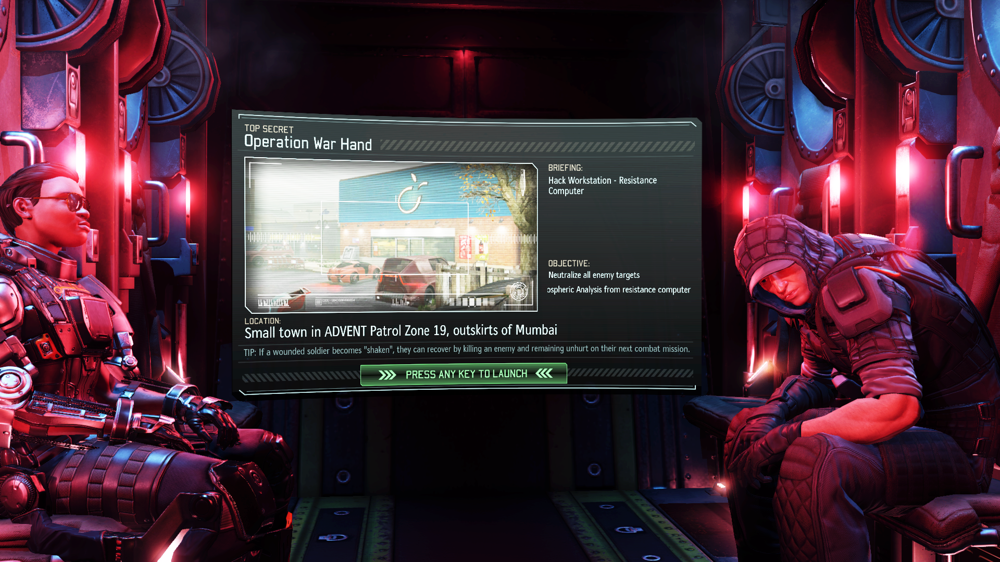 TOP SECRET
Operation War Hand
BRIEFING:
Hack Workstation - Resistance
Computer
OBJECTIVE:
Neutralize all enemy targets
ospheric Analysis from resistance computer
LOCATION:
Small town in ADVENT Patrol Zone 19, outskirts of Mumbai
TIP: If a wounded soldier becomes "shaken", they can recover by killing an enemy and remaining unhurt on their next combat mission.
PRESS ANY KEY TO LAUNCH